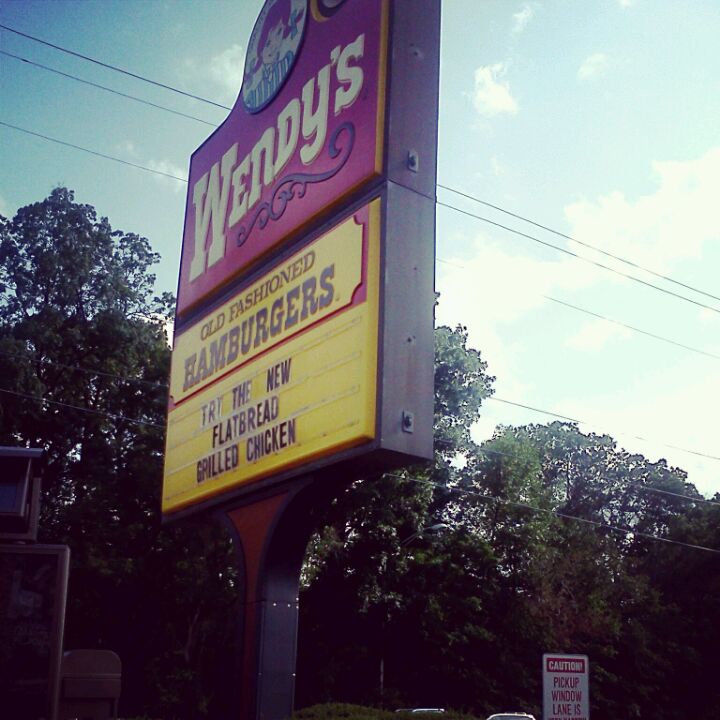 Wendy's
OLD FASHIONED
HAMBURGERS
TRY THE NEW
FLATBREAD
GRILLED CHICKEN
CAUTION!
PICKUP
WINDOW
LANE IS